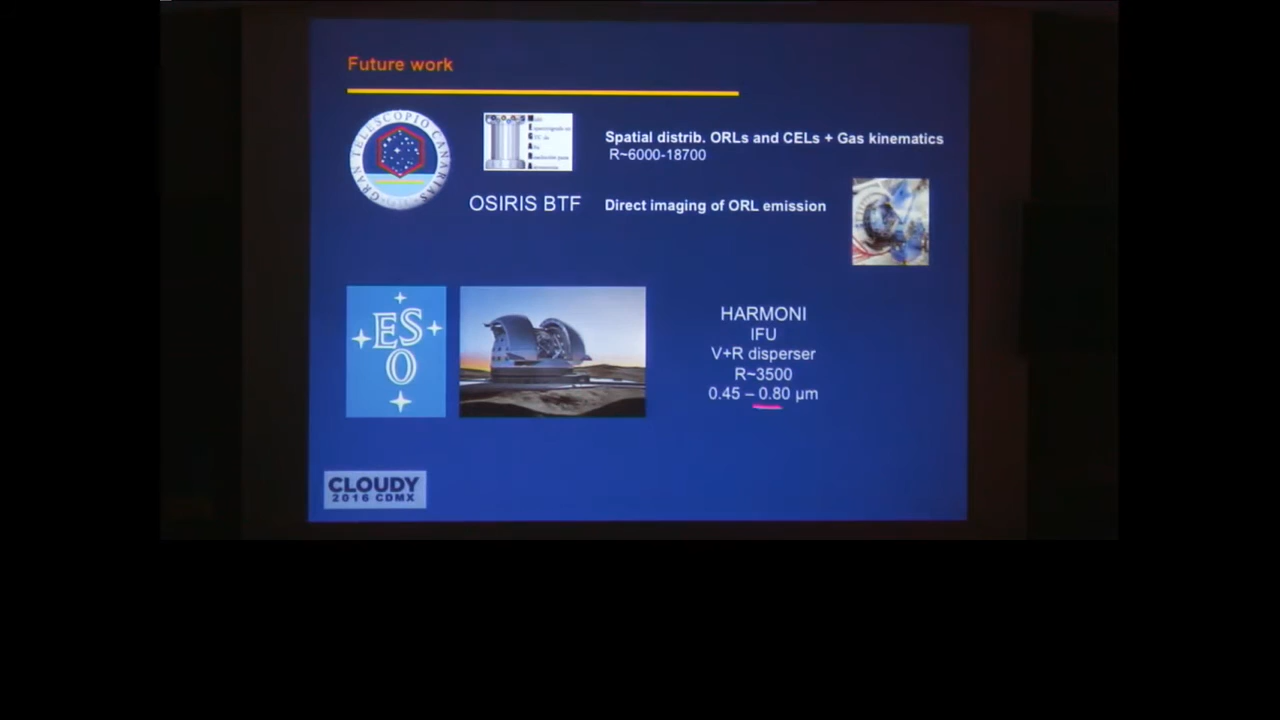 Future work
GRAN TELESCOPIO CANARIAS
Spatial distrib. ORLs and CELs + Gas kinematics
R~6000-18700
OSIRIS BTF
Direct imaging of ORL emission
ESO
HARMONI
IFU
V+R disperser
R~3500
0.45 – 0.80 µm
CLOUDY
2016 CDMX